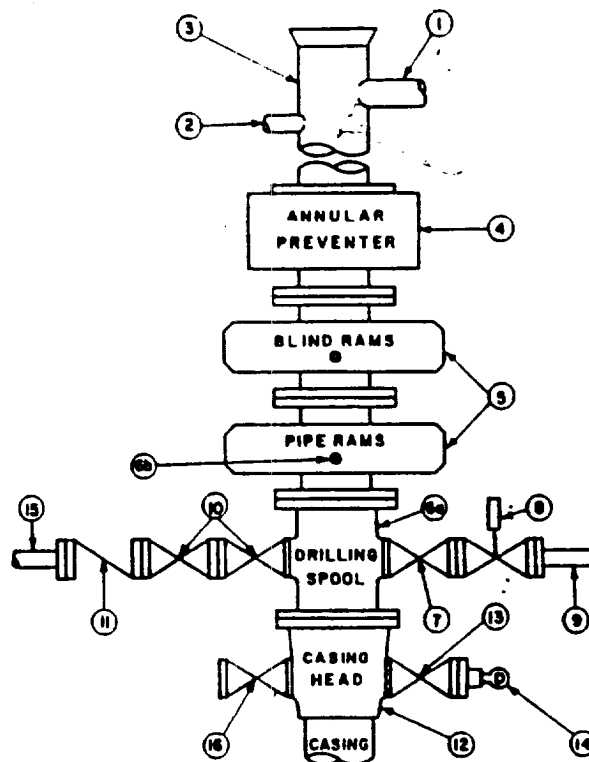 3
1
2
ANNULAR
PREVENTER
4
BLIND RAMS
5
PIPE RAMS
6b
15
10
6a
8
DRILLING
SPOOL
11
7
9
13
CASING
HEAD
16
12
14
CASING